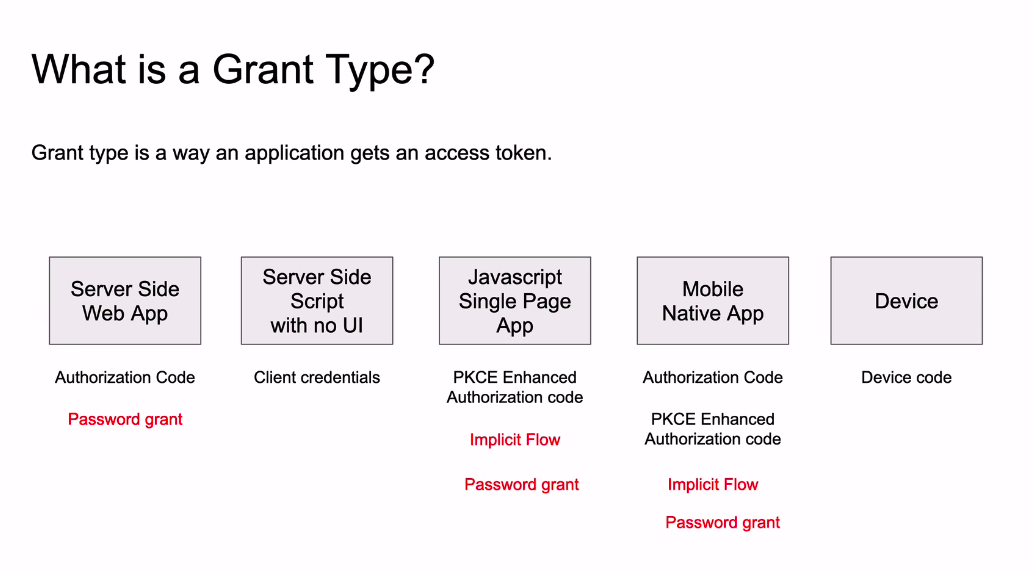 What is a Grant Type?
Grant type is a way an application gets an access token.
Server Side
Web App
Authorization Code
Password grant
Server Side
Script
with no UI
Client credentials
Javascript
Single Page
App
PKCE Enhanced
Authorization code
Implicit Flow
Password grant
Mobile
Native App
Authorization Code
PKCE Enhanced
Authorization code
Implicit Flow
Password grant
Device
Device code